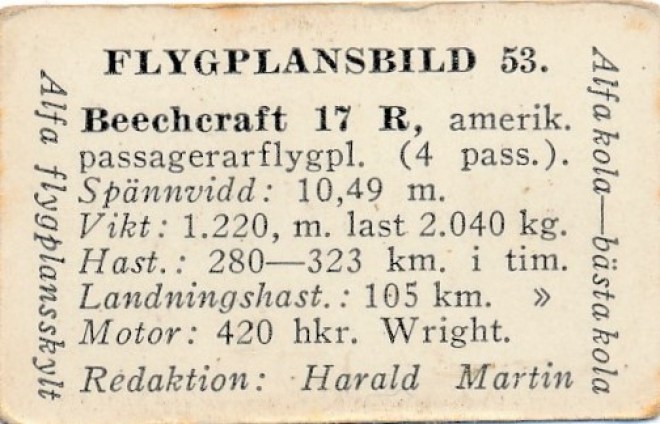 FLYGPLANSBILD 53.
Beechcraft 17 R, amerik.
passagerarflygpl. (4 pass.).
Spännvidd: 10,49 m.
Vikt: 1.220, m. last 2.040 kg.
Hast.: 280—323 km. i tim.
Landningshast.: 105 km. »
Motor: 420 hkr. Wright.
Redaktion: Harald Martin
Alfa flygplansskylt
Alfa kola—bästa kola